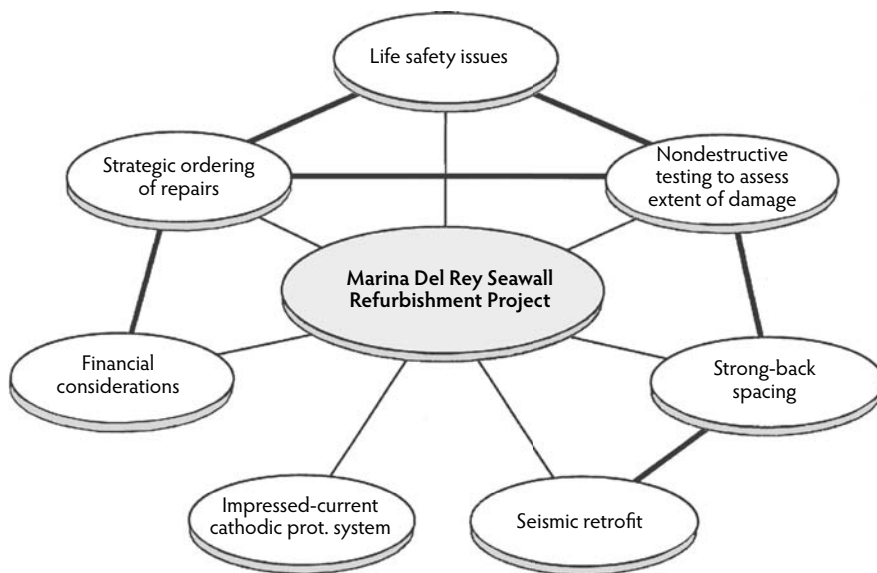 Life safety issues
Strategic ordering
of repairs
Nondestructive
testing to assess
extent of damage
Marina Del Rey Seawall
Refurbishment Project
Financial
considerations
Strong-back
spacing
Impressed-current
cathodic prot. system
Seismic retrofit